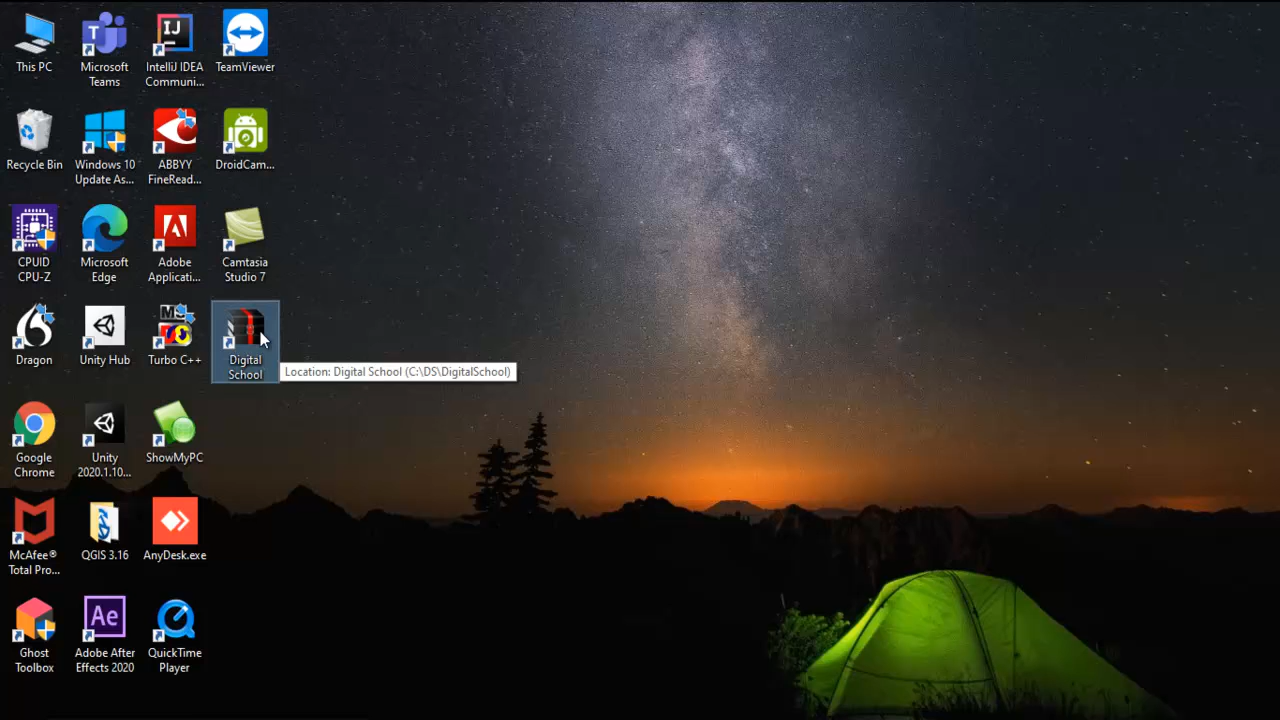 This PC
Microsoft
Teams
IJ
IntelliJ IDEA
Communi...
TeamViewer
Recycle Bin
Windows 10
Update As...
ABBYY
FineRead...
DroidCam...
CPUID
CPU-Z
Microsoft
Edge
Adobe
Applicati...
Camtasia
Studio 7
Dragon
Unity Hub
Turbo C++
Digital
School
Location: Digital School (C:\DS\DigitalSchool)
Google
Chrome
Unity
2020.1.10...
ShowMyPC
McAfee®
Total Pro...
QGIS 3.16
AnyDesk.exe
Ghost
Toolbox
Ae
Adobe After
Effects 2020
QuickTime
Player